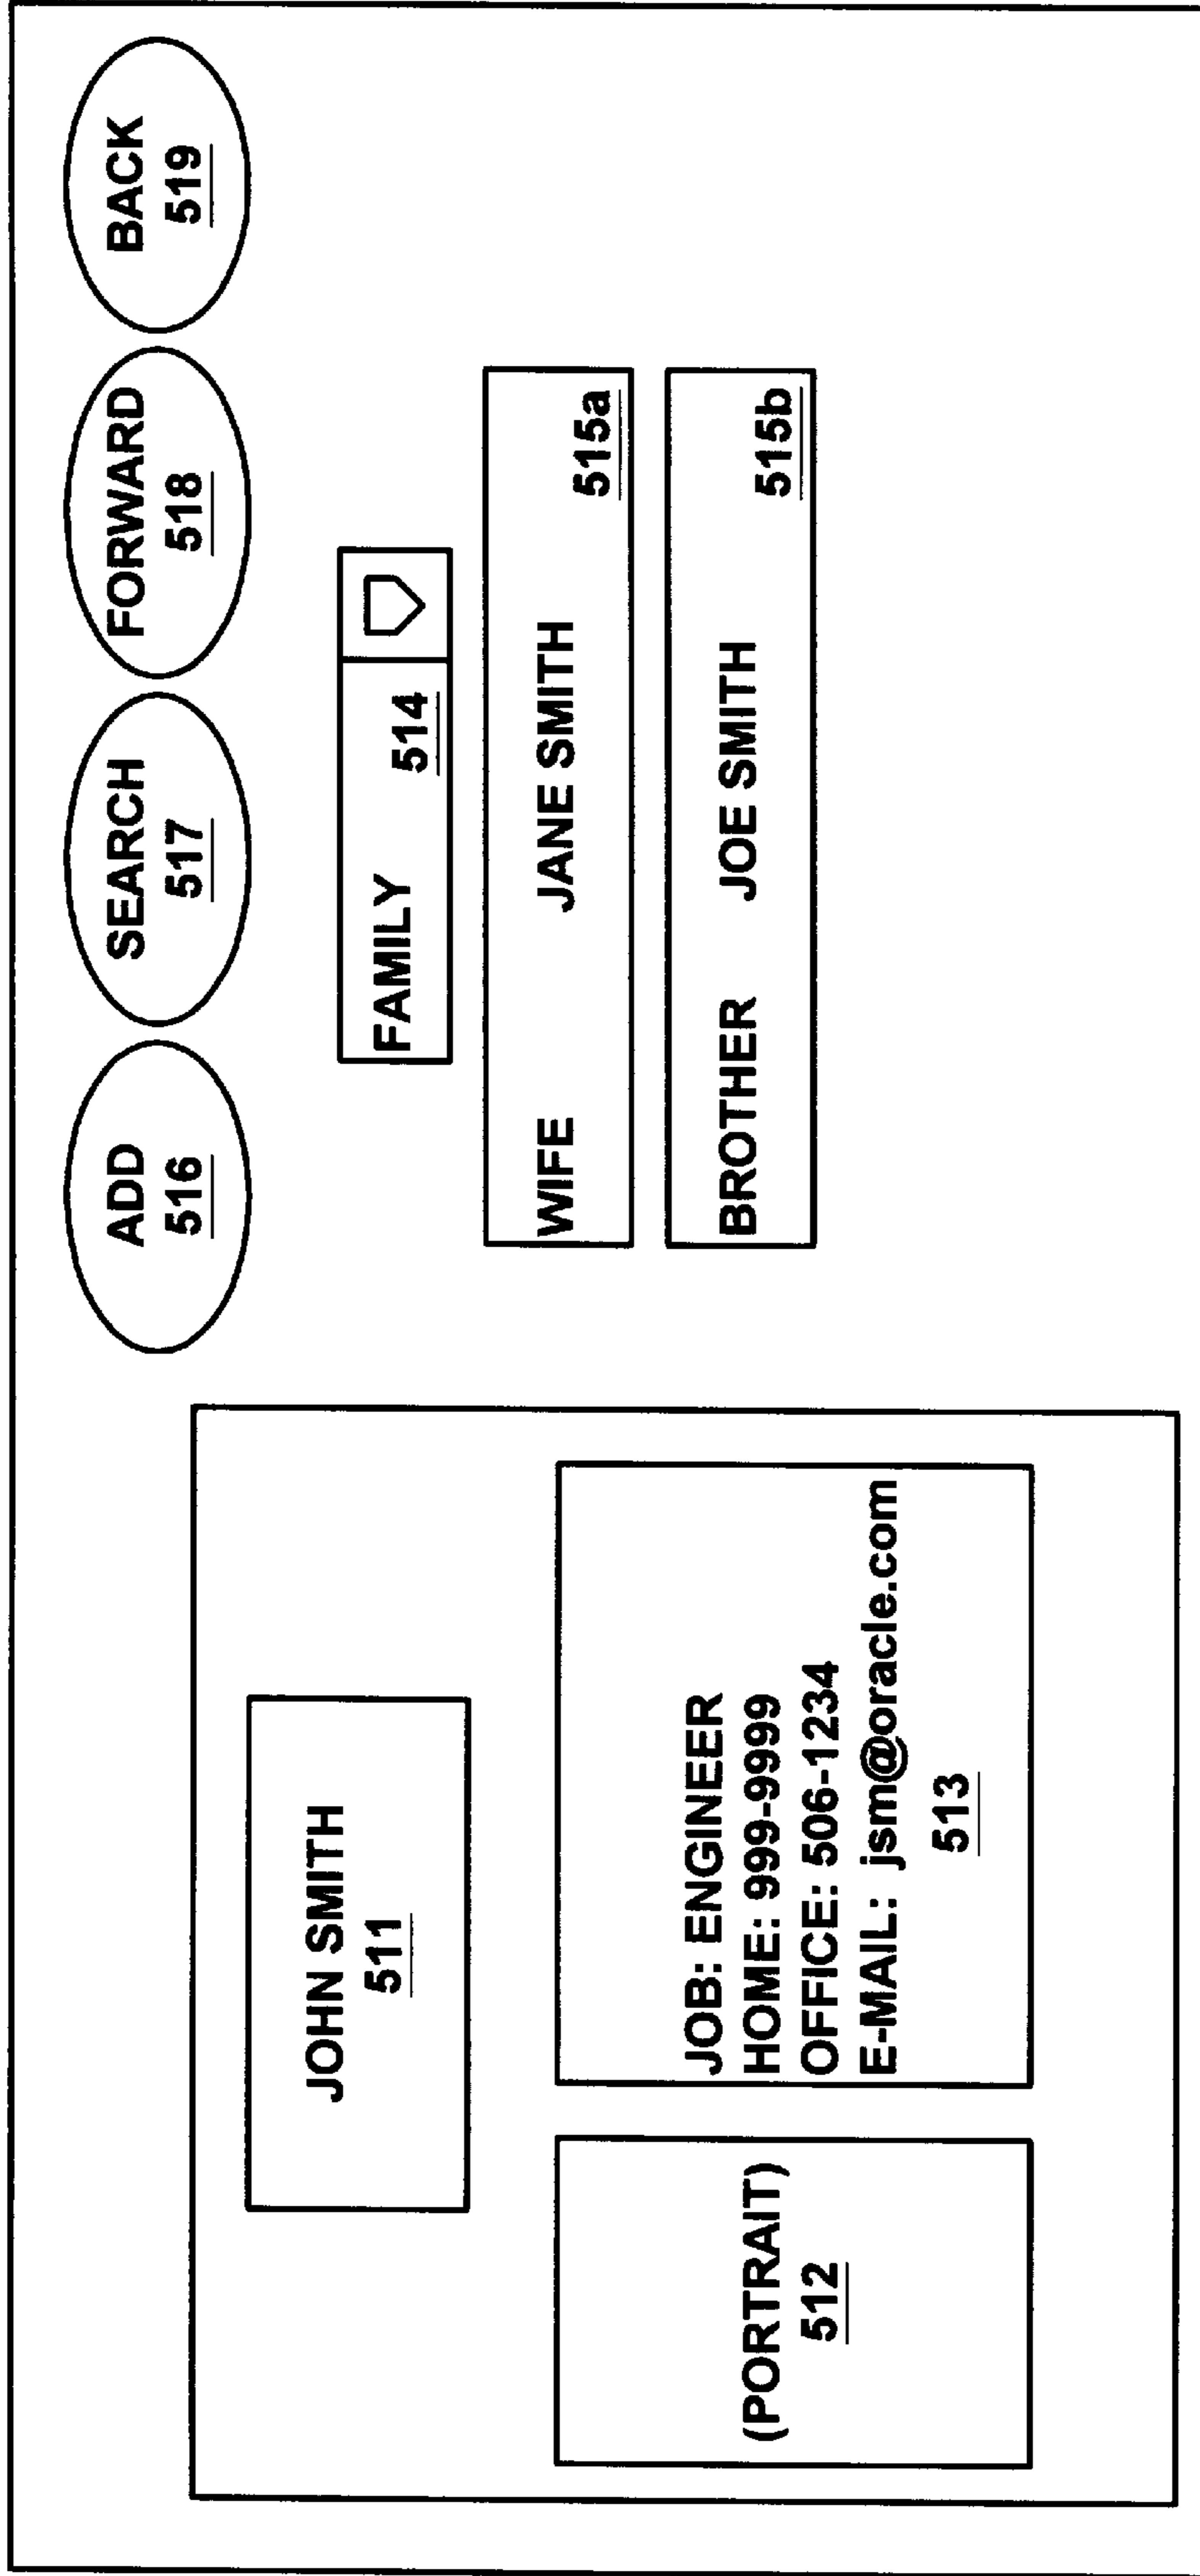 JOHN SMITH
511
(PORTRAIT)
512
JOB: ENGINEER
HOME: 999-9999
OFFICE: 506-1234
E-MAIL: jsm@oracle.com
513
ADD
516
SEARCH
517
FORWARD
518
BACK
519
FAMILY 514
WIFE JANE SMITH
515a
BROTHER JOE SMITH
515b